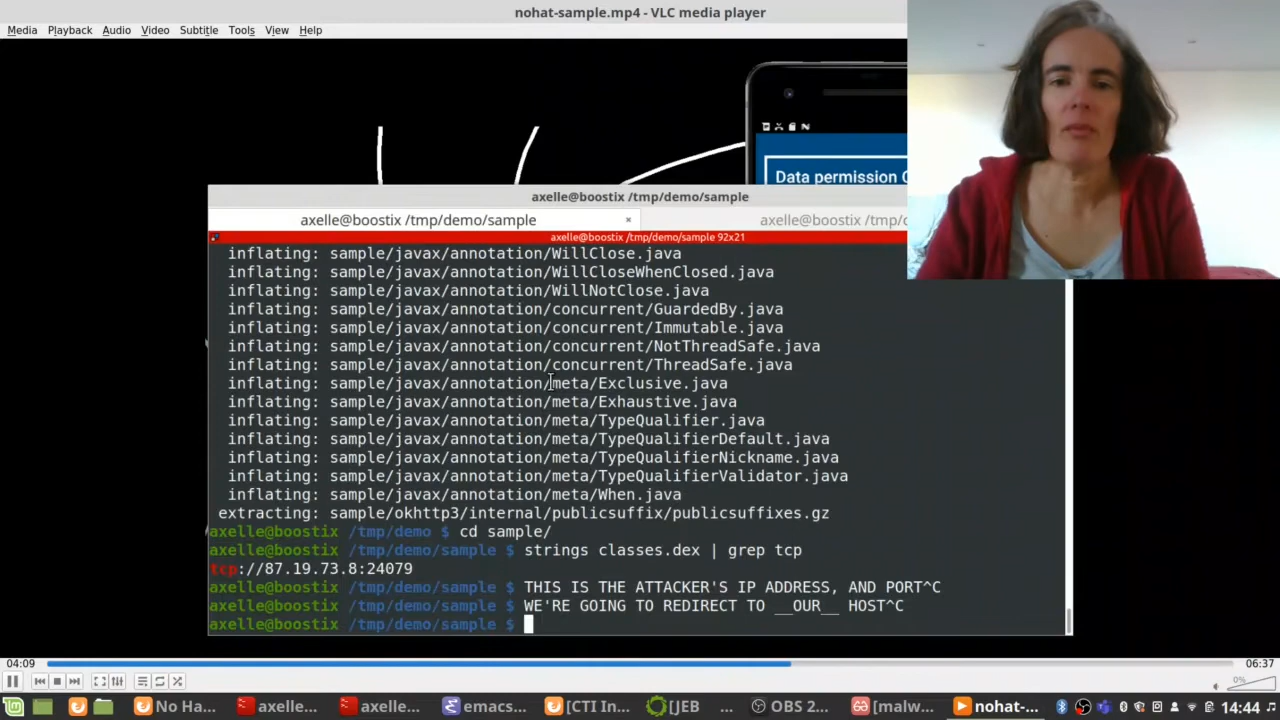 nohat-sample.mp4 - VLC media player
Media Playback Audio Video Subtitle Tools View Help
Data permission
axelle@boostix /tmp/demo/sample
axelle@boostix /tmp/demo/sample × axelle@boostix /tmp/d
axelle@boostix /tmp/demo/sample 92x21
inflating: sample/javax/annotation/WillClose.java
inflating: sample/javax/annotation/WillCloseWhenClosed.java
inflating: sample/javax/annotation/WillNotClose.java
inflating: sample/javax/annotation/concurrent/GuardedBy.java
inflating: sample/javax/annotation/concurrent/Immutable.java
inflating: sample/javax/annotation/concurrent/NotThreadSafe.java
inflating: sample/javax/annotation/concurrent/ThreadSafe.java
inflating: sample/javax/annotation/meta/Exclusive.java
inflating: sample/javax/annotation/meta/Exhaustive.java
inflating: sample/javax/annotation/meta/TypeQualifier.java
inflating: sample/javax/annotation/meta/TypeQualifierDefault.java
inflating: sample/javax/annotation/meta/TypeQualifierNickname.java
inflating: sample/javax/annotation/meta/TypeQualifierValidator.java
inflating: sample/javax/annotation/meta/When.java
extracting: sample/okhttp3/internal/publicsuffix/publicsuffixes.gz
axelle@boostix /tmp/demo $ cd sample/
axelle@boostix /tmp/demo/sample $ strings classes.dex | grep tcp
tcp://87.19.73.8:24079
axelle@boostix /tmp/demo/sample $ THIS IS THE ATTACKER'S IP ADDRESS, AND PORT^C
axelle@boostix /tmp/demo/sample $ WE'RE GOING TO REDIRECT TO __OUR__ HOST^C
axelle@boostix /tmp/demo/sample $
04:09 06:37
0%
No Ha... axelle... axelle... emacs... [CTI In... [JEB ... OBS 2... [malw... nohat-... 14:44